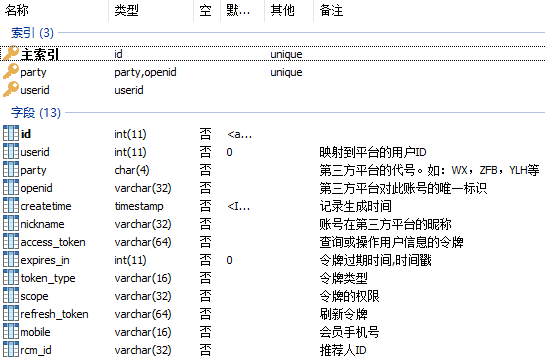 名称 类型 空 默... 其他 备注
索引 (3)
主索引 id unique
party party,openid unique
userid userid
字段 (13)
id int(11) 否 <a...
userid int(11) 否 0 映射到平台的用户ID
party char(4) 否 第三方平台的代号。如：WX，ZFB，YLH等
openid varchar(32) 否 第三方平台对此账号的唯一标识
createtime timestamp 否 <I... 记录生成时间
nickname varchar(32) 否 账号在第三方平台的昵称
access_token varchar(64) 否 查询或操作用户信息的令牌
expires_in int(11) 否 0 令牌过期时间,时间戳
token_type varchar(16) 否 令牌类型
scope varchar(32) 否 令牌的权限
refresh_token varchar(64) 否 刷新令牌
mobile varchar(16) 否 会员手机号
rcm_id varchar(32) 否 推荐人ID